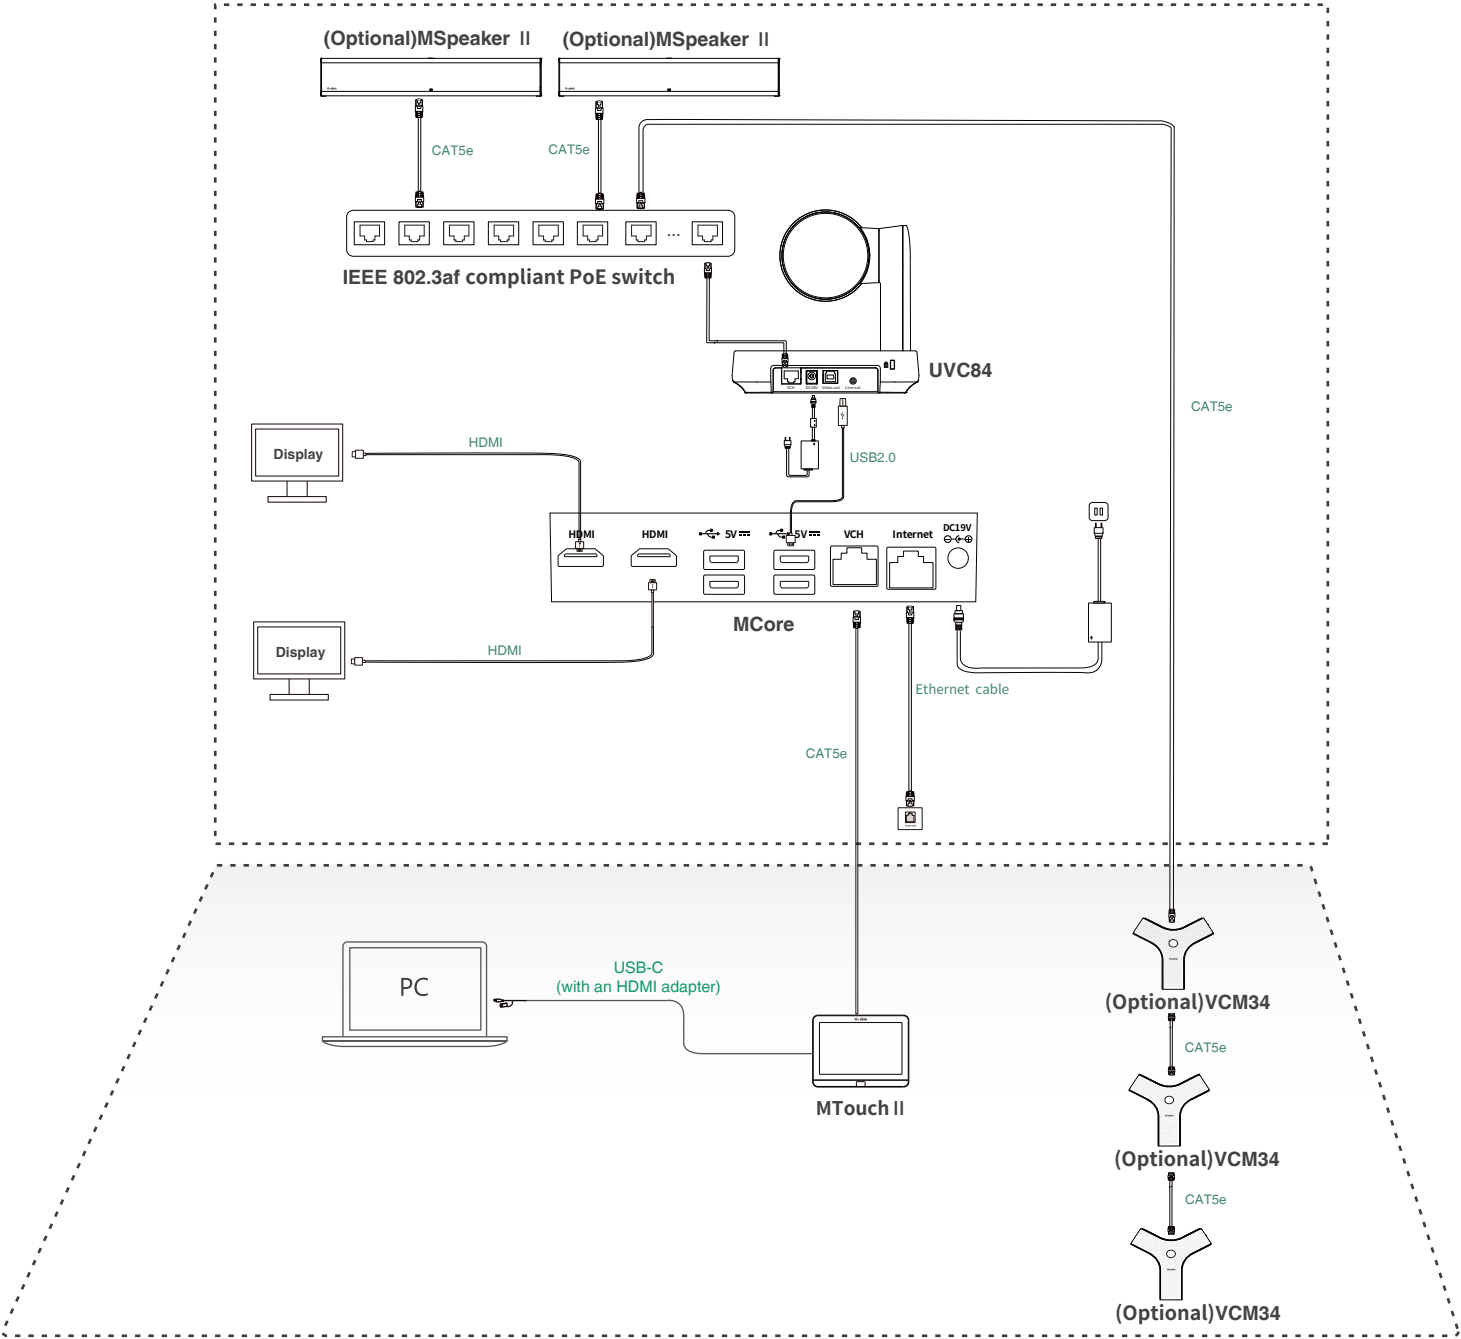 (Optional)MSpeaker Ⅱ
(Optional)MSpeaker Ⅱ
CAT5e
CAT5e
...
IEEE 802.3af compliant PoE switch
UVC84
CAT5e
Display
HDMI
USB2.0
HDMI
HDMI
5V
5V
VCH
Internet
DC19V
MCore
Display
HDMI
Ethernet cable
CAT5e
PC
USB-C
(with an HDMI adapter)
(Optional)VCM34
CAT5e
MTouch Ⅱ
(Optional)VCM34
CAT5e
(Optional)VCM34